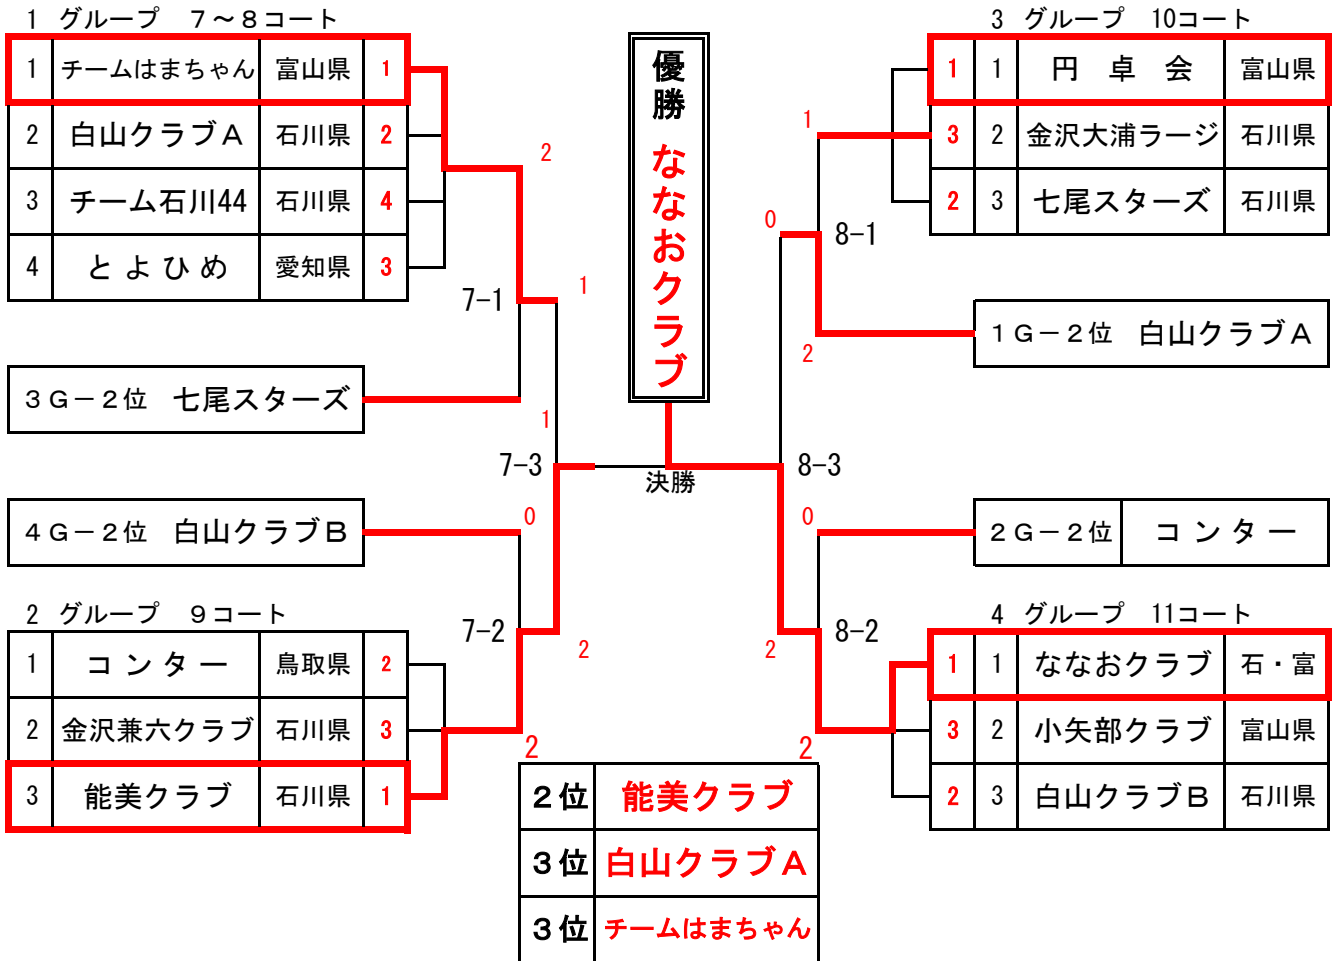 1 グループ　7～8コート
1 チームはまちゃん 富山県 1
2 白山クラブA 石川県 2
3 チーム石川44 石川県 4
4 とよひめ 愛知県 3
3G－2位 七尾スターズ
4G－2位 白山クラブB
2 グループ　9コート
1 コンター 鳥取県 2
2 金沢兼六クラブ 石川県 3
3 能美クラブ 石川県 1
2
7-1
1
1
7-3
0
7-2
2
2
優勝 ななおクラブ
決勝
3 グループ　10コート
1 1 円卓会 富山県
3 2 金沢大浦ラージ 石川県
2 3 七尾スターズ 石川県
1G－2位 白山クラブA
2G－2位 コンター
4 グループ　11コート
1 1 ななおクラブ 石・富
3 2 小矢部クラブ 富山県
2 3 白山クラブB 石川県
1
0
8-1
2
8-3
0
8-2
2
2
2位 能美クラブ
3位 白山クラブA
3位 チームはまちゃん